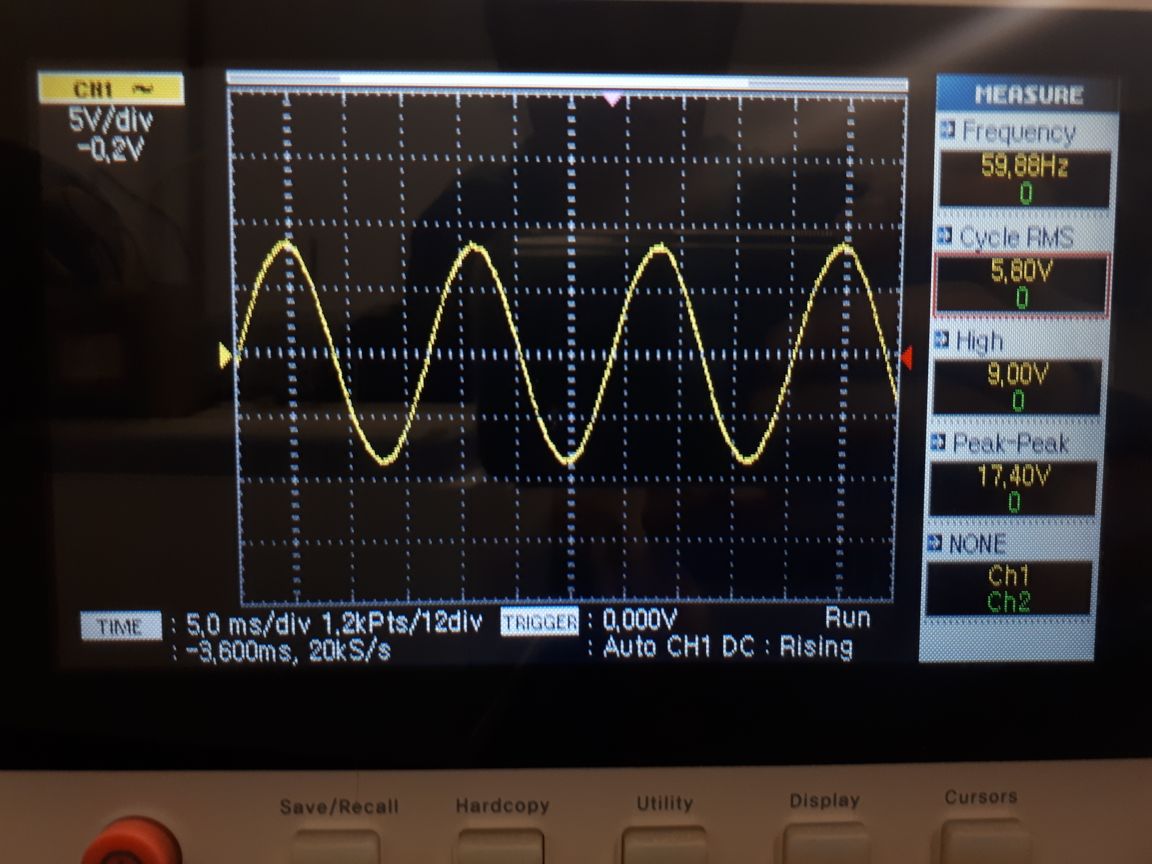 CH1 ~
5V/div
-0,2V
MEASURE
Frequency
59,88Hz
0
Cycle RMS
5,80V
0
High
9,00V
0
Peak-Peak
17,40V
0
NONE
Ch1
Ch2
TIME : 5,0 ms/div 1,2kPts/12div TRIGGER : 0,000V Run
: -3,600ms, 20kS/s : Auto CH1 DC : Rising
Save/Recall Hardcopy Utility Display Cursors